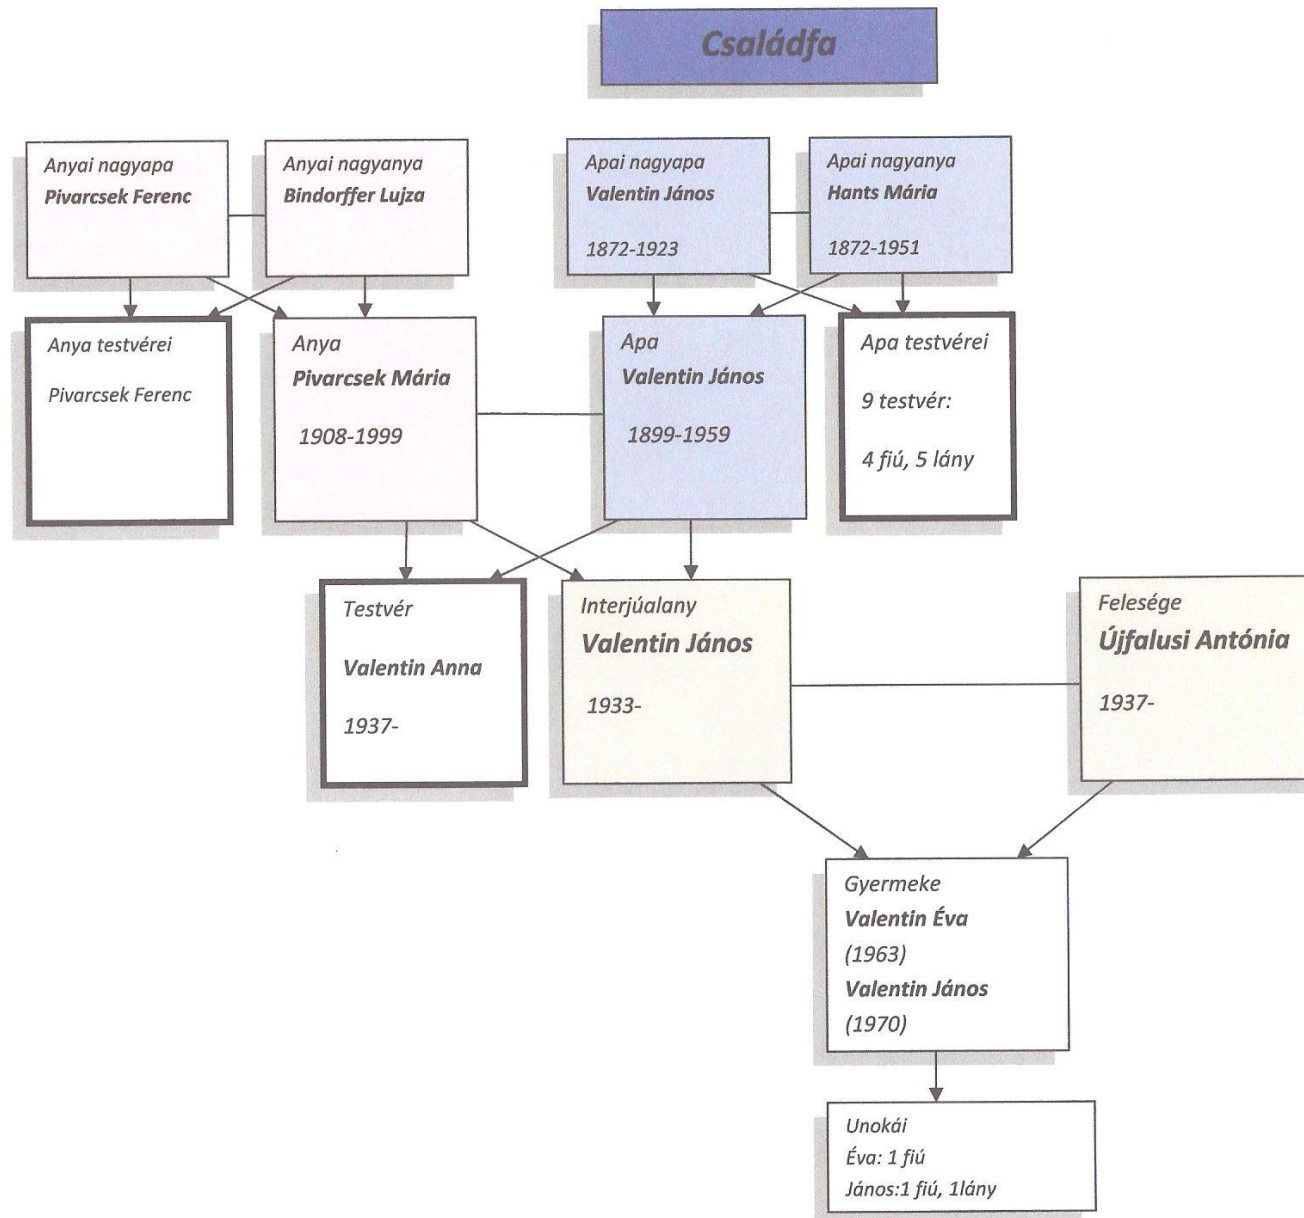 Családfa
Anyai nagyapa
Pivarcsek Ferenc
Anyai nagyanya
Bindorffer Lujza
Apai nagyapa
Valentin János
1872-1923
Apai nagyanya
Hants Mária
1872-1951
Anya testvérei
Pivarcsek Ferenc
Anya
Pivarcsek Mária
1908-1999
Apa
Valentin János
1899-1959
Apa testvérei
9 testvér:
4 fiú, 5 lány
Testvér
Valentin Anna
1937-
Interjúalany
Valentin János
1933-
Felesége
Újfalusi Antónia
1937-
Gyermeke
Valentin Éva
(1963)
Valentin János
(1970)
Unokái
Éva: 1 fiú
János:1 fiú, 1lány